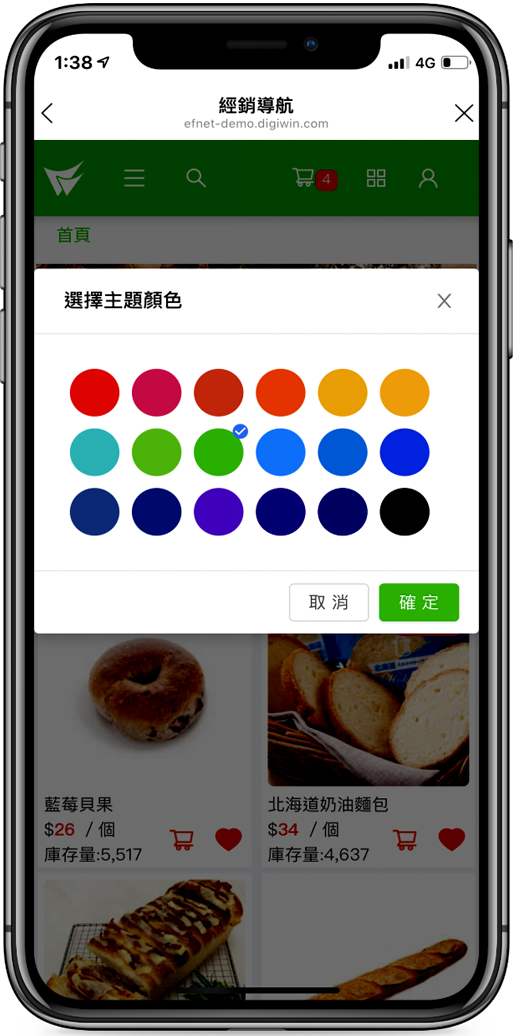 1:38
4G
經銷導航
efnet-demo.digiwin.com
4
首頁
選擇主題顏色
取 消
確 定
藍莓貝果
$26 / 個
庫存量:5,517
北海道奶油麵包
$34 / 個
庫存量:4,637